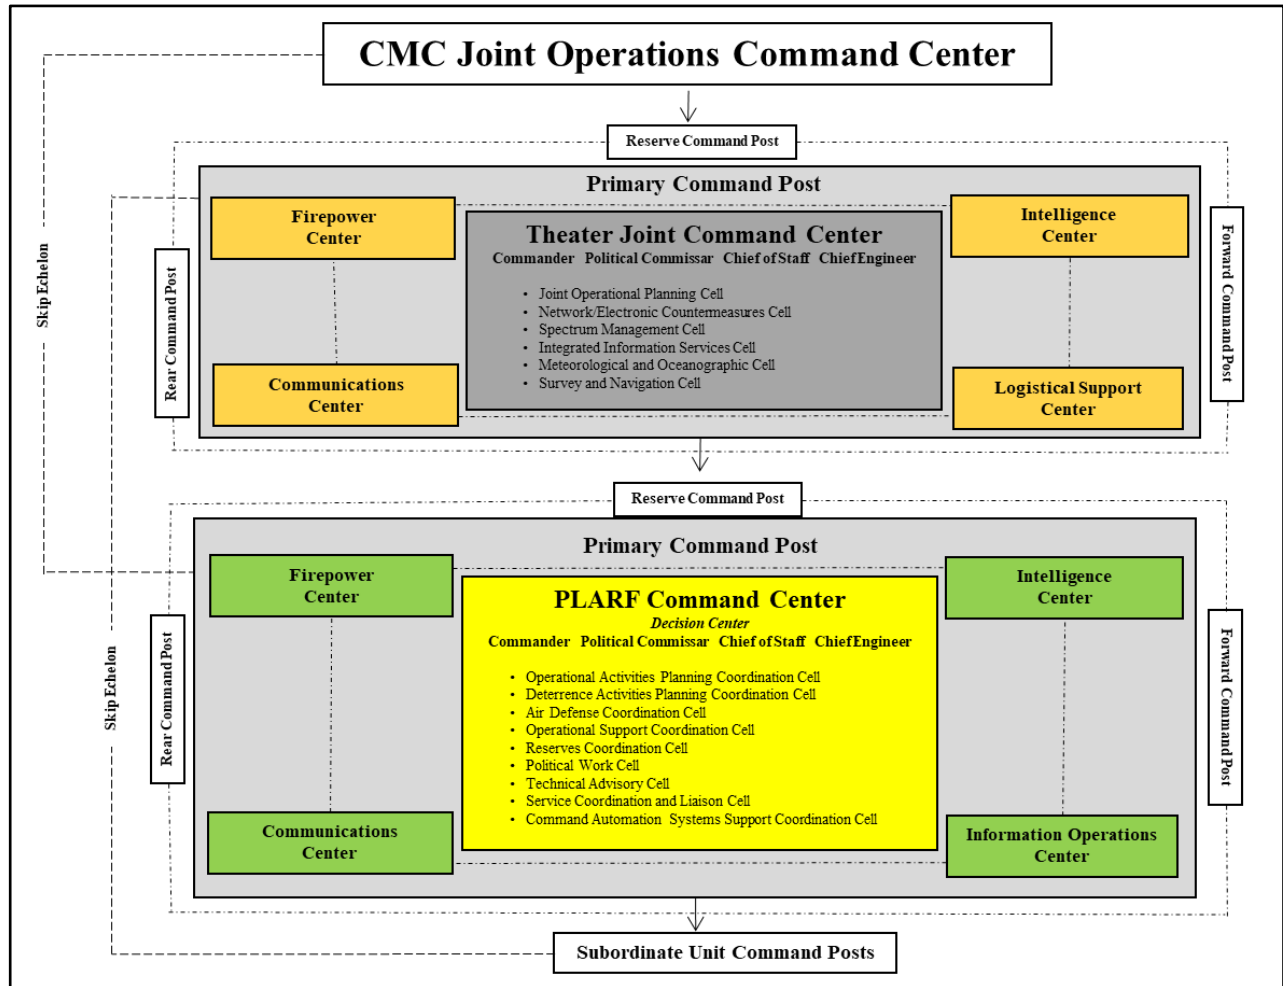 CMC Joint Operations Command Center
Reserve Command Post
Primary Command Post
Firepower
Center
Intelligence
Center
Theater Joint Command Center
Commander Political Commissar Chief of Staff Chief Engineer
• Joint Operational Planning Cell
• Network/Electronic Countermeasures Cell
• Spectrum Management Cell
• Integrated Information Services Cell
• Meteorological and Oceanographic Cell
• Survey and Navigation Cell
Communications
Center
Logistical Support
Center
Rear Command Post
Forward Command Post
Skip Echelon
Skip Echelon
Reserve Command Post
Primary Command Post
Firepower
Center
Intelligence
Center
PLARF Command Center
Decision Center
Commander Political Commissar Chief of Staff Chief Engineer
• Operational Activities Planning Coordination Cell
• Deterrence Activities Planning Coordination Cell
• Air Defense Coordination Cell
• Operational Support Coordination Cell
• Reserves Coordination Cell
• Political Work Cell
• Technical Advisory Cell
• Service Coordination and Liaison Cell
• Command Automation Systems Support Coordination Cell
Communications
Center
Information Operations
Center
Rear Command Post
Forward Command Post
Subordinate Unit Command Posts